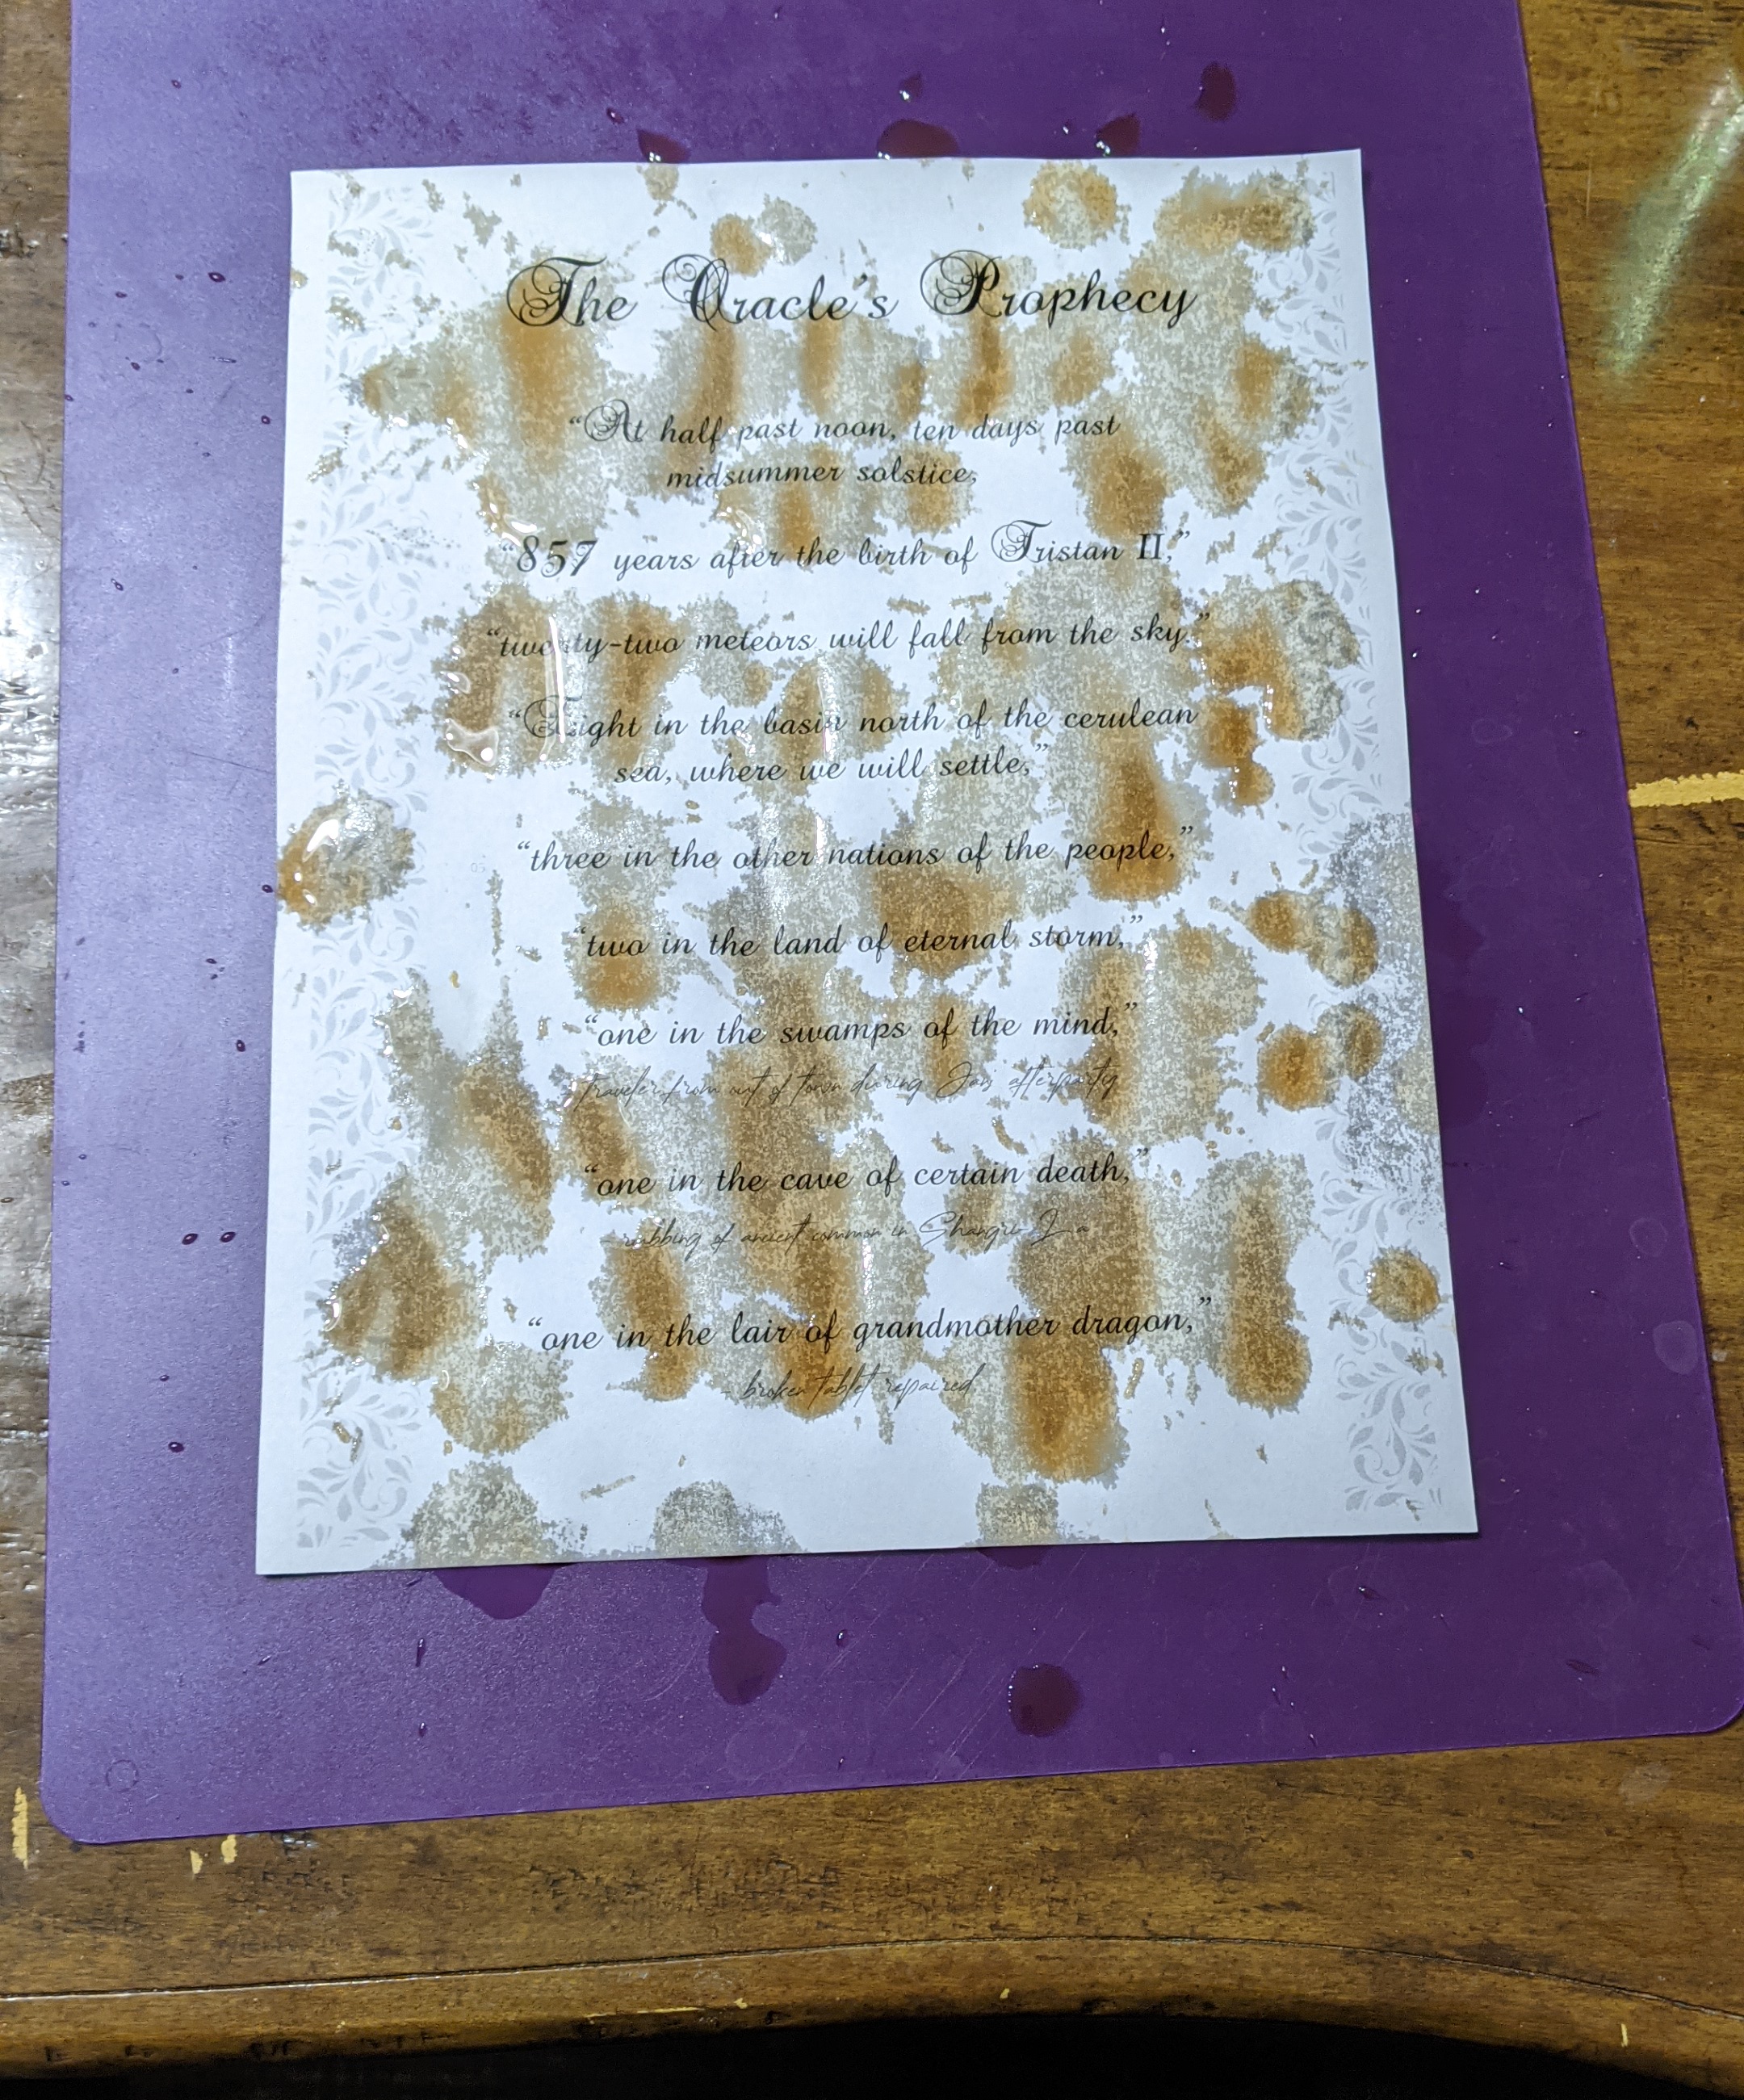 The Oracle's Prophecy
“At half past noon, ten days past
midsummer solstice,
“857 years after the birth of Tristan II,”
“twenty-two meteors will fall from the sky.”
“Eight in the basin north of the cerulean
sea, where we will settle,”
“three in the other nations of the people,”
“two in the land of eternal storm,”
“one in the swamps of the mind,”
traveler from out of town during afterparty
“one in the cave of certain death,”
- rubbing of ancient common in Shangri La
“one in the lair of grandmother dragon,”
- broken tablet repaired